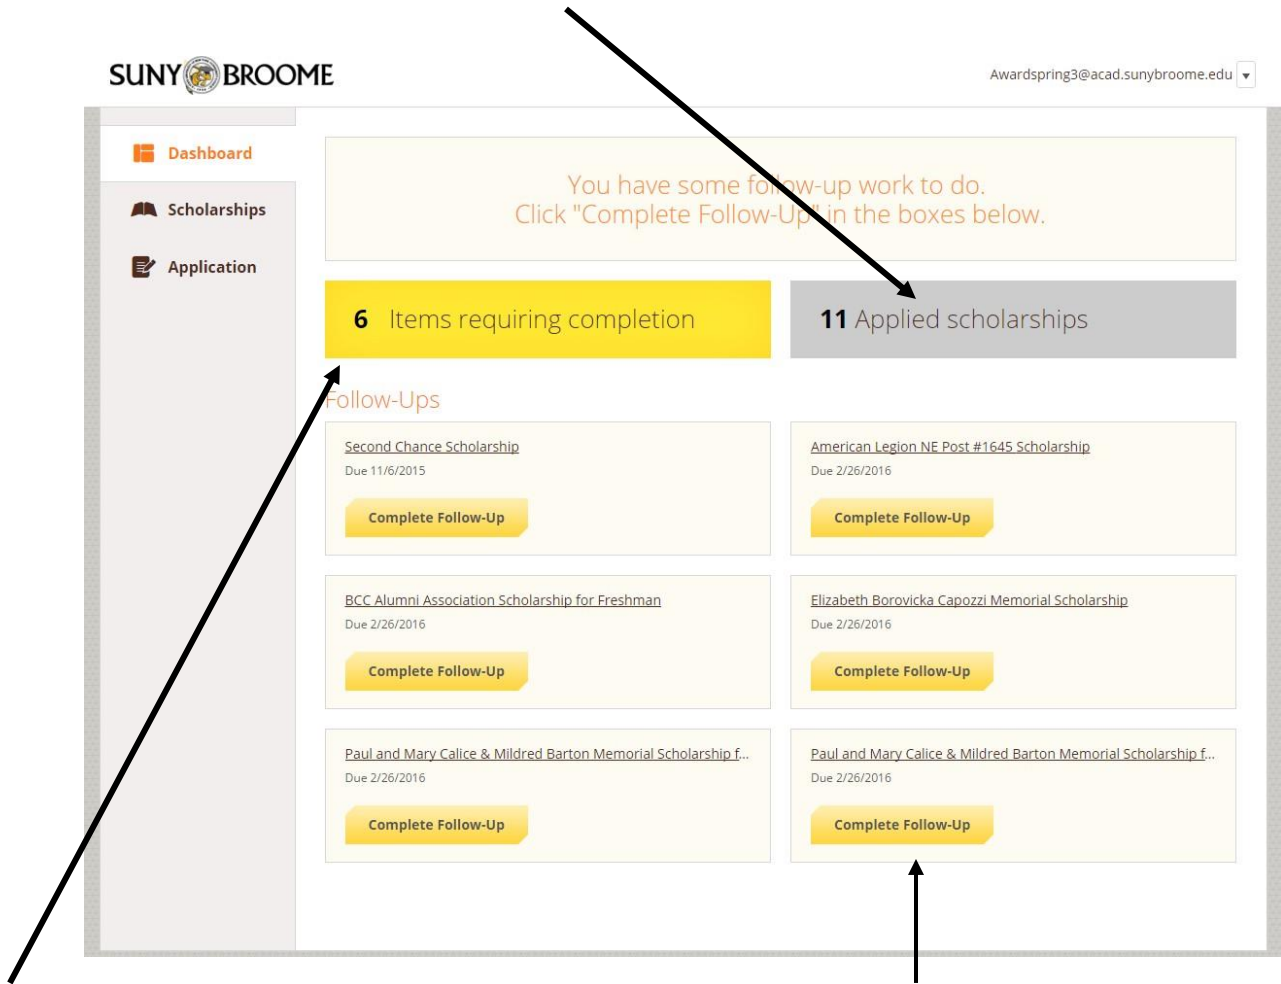 SUNY BROOME
Awardspring3@acad.sunybroome.edu
Dashboard
Scholarships
Application
You have some follow-up work to do.
Click "Complete Follow-Up" in the boxes below.
6 Items requiring completion
11 Applied scholarships
Follow-Ups
Second Chance Scholarship
Due 11/6/2015
Complete Follow-Up
American Legion NE Post #1645 Scholarship
Due 2/26/2016
Complete Follow-Up
BCC Alumni Association Scholarship for Freshman
Due 2/26/2016
Complete Follow-Up
Elizabeth Borovicka Capozzi Memorial Scholarship
Due 2/26/2016
Complete Follow-Up
Paul and Mary Calice & Mildred Barton Memorial Scholarship f...
Due 2/26/2016
Complete Follow-Up
Paul and Mary Calice & Mildred Barton Memorial Scholarship f...
Due 2/26/2016
Complete Follow-Up